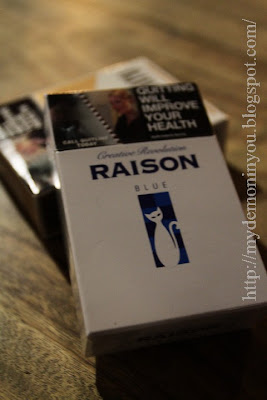 QUITTING
WILL
IMPROVE
YOUR
HEALTH
Creative Revolution
RAISON
BLUE
http://mydemoninyou.blogspot.com/